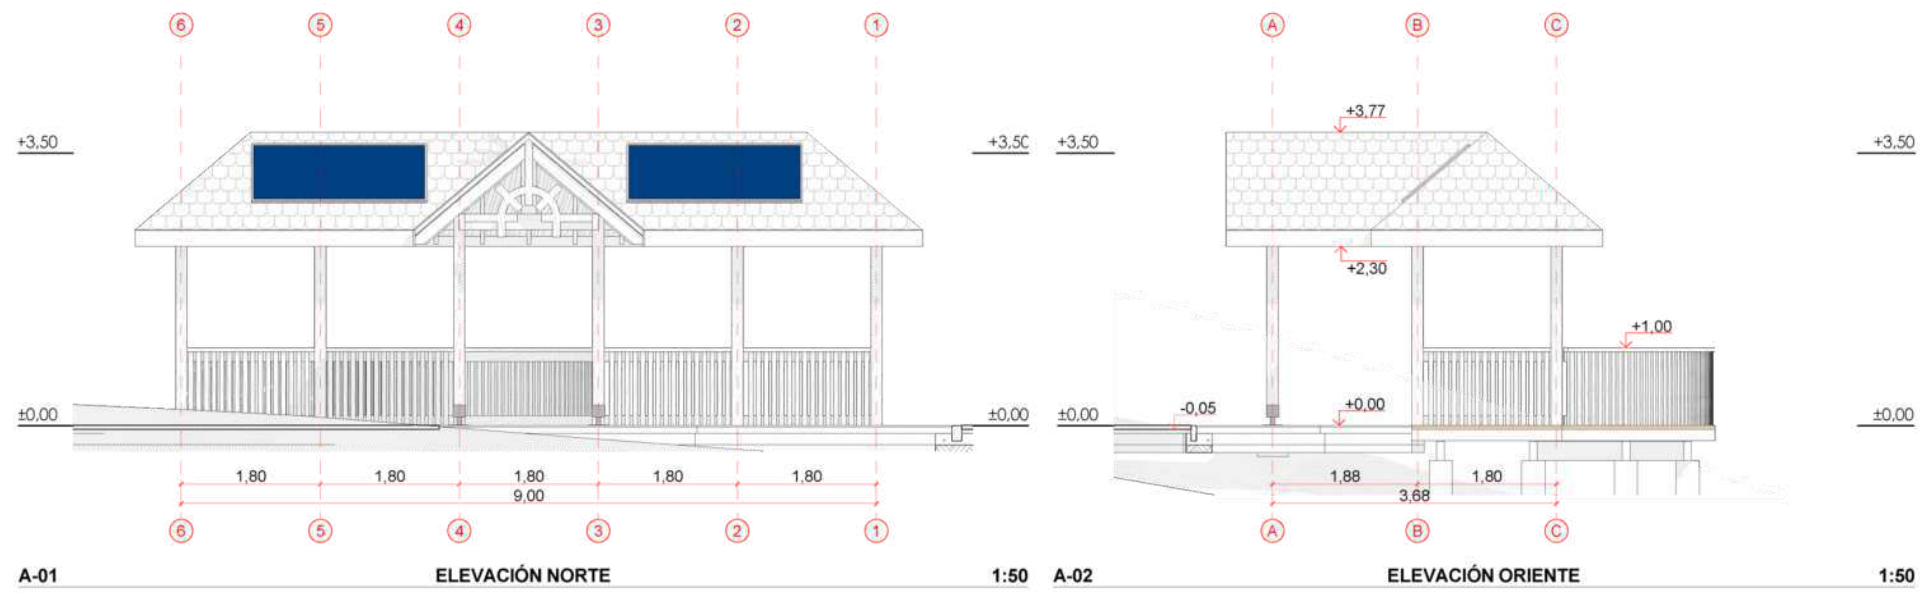 6 5 4 3 2 1
A B C
+3,50
+3,50
+3,50
+3,77
+3,50
+2,30
+1,00
±0,00
±0,00
±0,00
-0,05
+0,00
±0,00
1,80 1,80 1,80 1,80 1,80
9,00
1,88 1,80
3,68
6 5 4 3 2 1
A B C
A-01 ELEVACIÓN NORTE 1:50
A-02 ELEVACIÓN ORIENTE 1:50